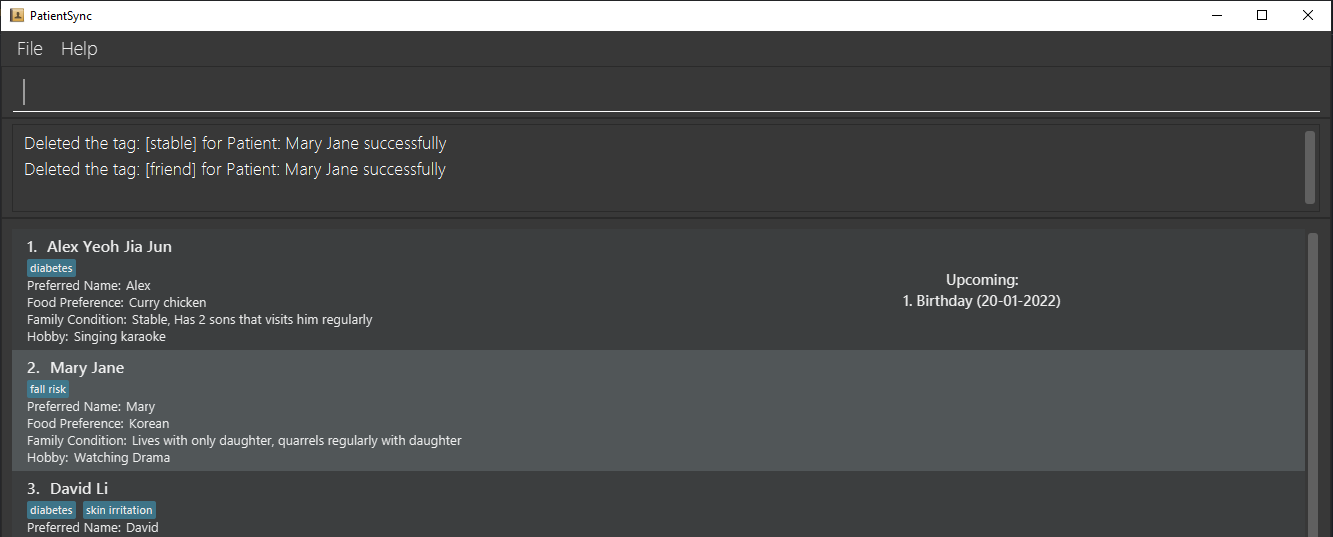 PatientSync
File Help
Deleted the tag: [stable] for Patient: Mary Jane successfully
Deleted the tag: [friend] for Patient: Mary Jane successfully
1. Alex Yeoh Jia Jun
diabetes
Preferred Name: Alex
Food Preference: Curry chicken
Family Condition: Stable, Has 2 sons that visits him regularly
Hobby: Singing karaoke
Upcoming:
1. Birthday (20-01-2022)
2. Mary Jane
fall risk
Preferred Name: Mary
Food Preference: Korean
Family Condition: Lives with only daughter, quarrels regularly with daughter
Hobby: Watching Drama
3. David Li
diabetes skin irritation
Preferred Name: David